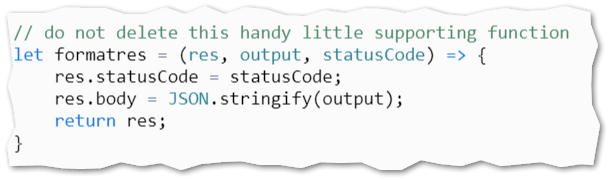 // do not delete this handy little supporting function
let formatres = (res, output, statusCode) => {
    res.statusCode = statusCode;
    res.body = JSON.stringify(output);
    return res;
}